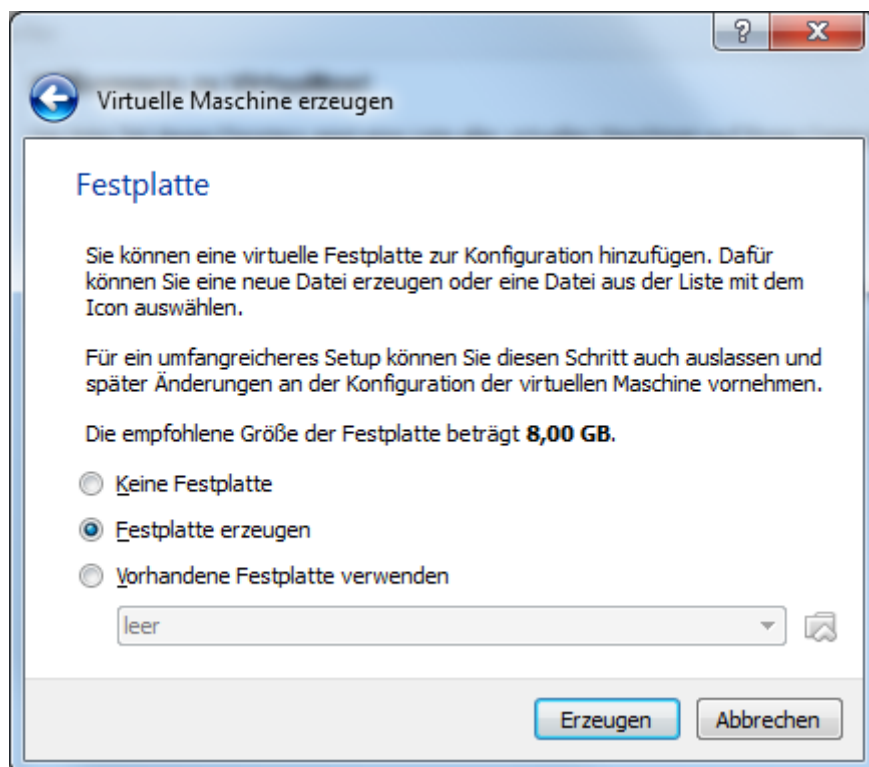 Virtuelle Maschine erzeugen
Festplatte
Sie können eine virtuelle Festplatte zur Konfiguration hinzufügen. Dafür
können Sie eine neue Datei erzeugen oder eine Datei aus der Liste mit dem
Icon auswählen.
Für ein umfangreicheres Setup können Sie diesen Schritt auch auslassen und
später Änderungen an der Konfiguration der virtuellen Maschine vornehmen.
Die empfohlene Größe der Festplatte beträgt 8,00 GB.
Keine Festplatte
Festplatte erzeugen
Vorhandene Festplatte verwenden
leer
Erzeugen Abbrechen